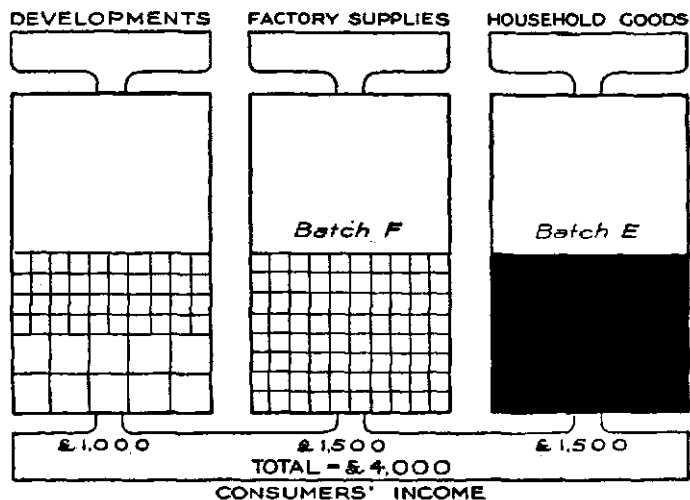 DEVELOPMENTS FACTORY SUPPLIES HOUSEHOLD GOODS
Batch F Batch E
£1,000 £1,500 £1,500
TOTAL = £4,000
CONSUMERS' INCOME